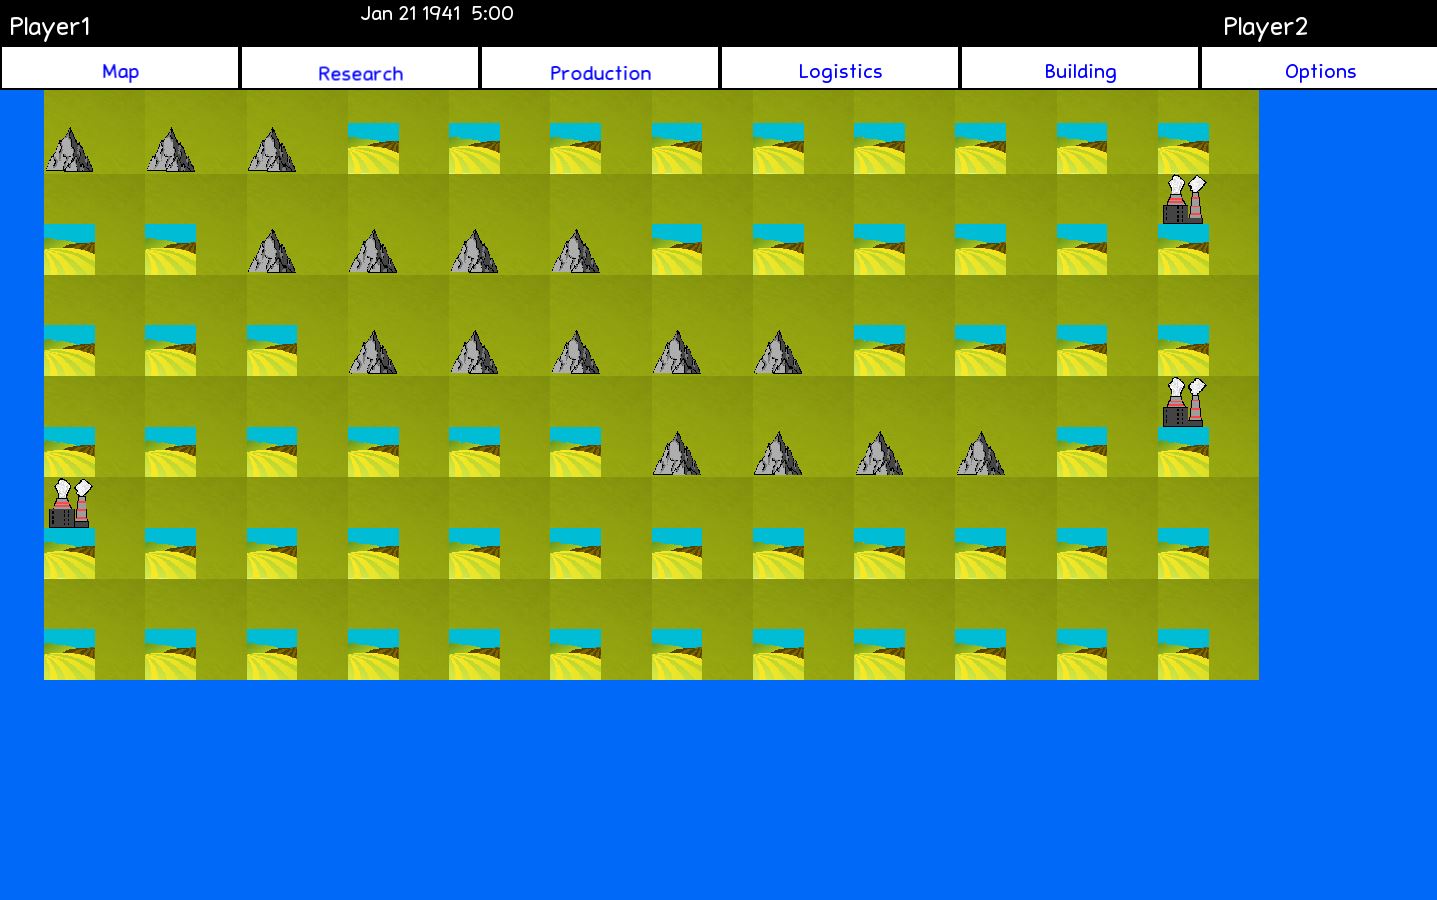 Player1
Jan 21 1941  5:00
Player2
Map
Research
Production
Logistics
Building
Options